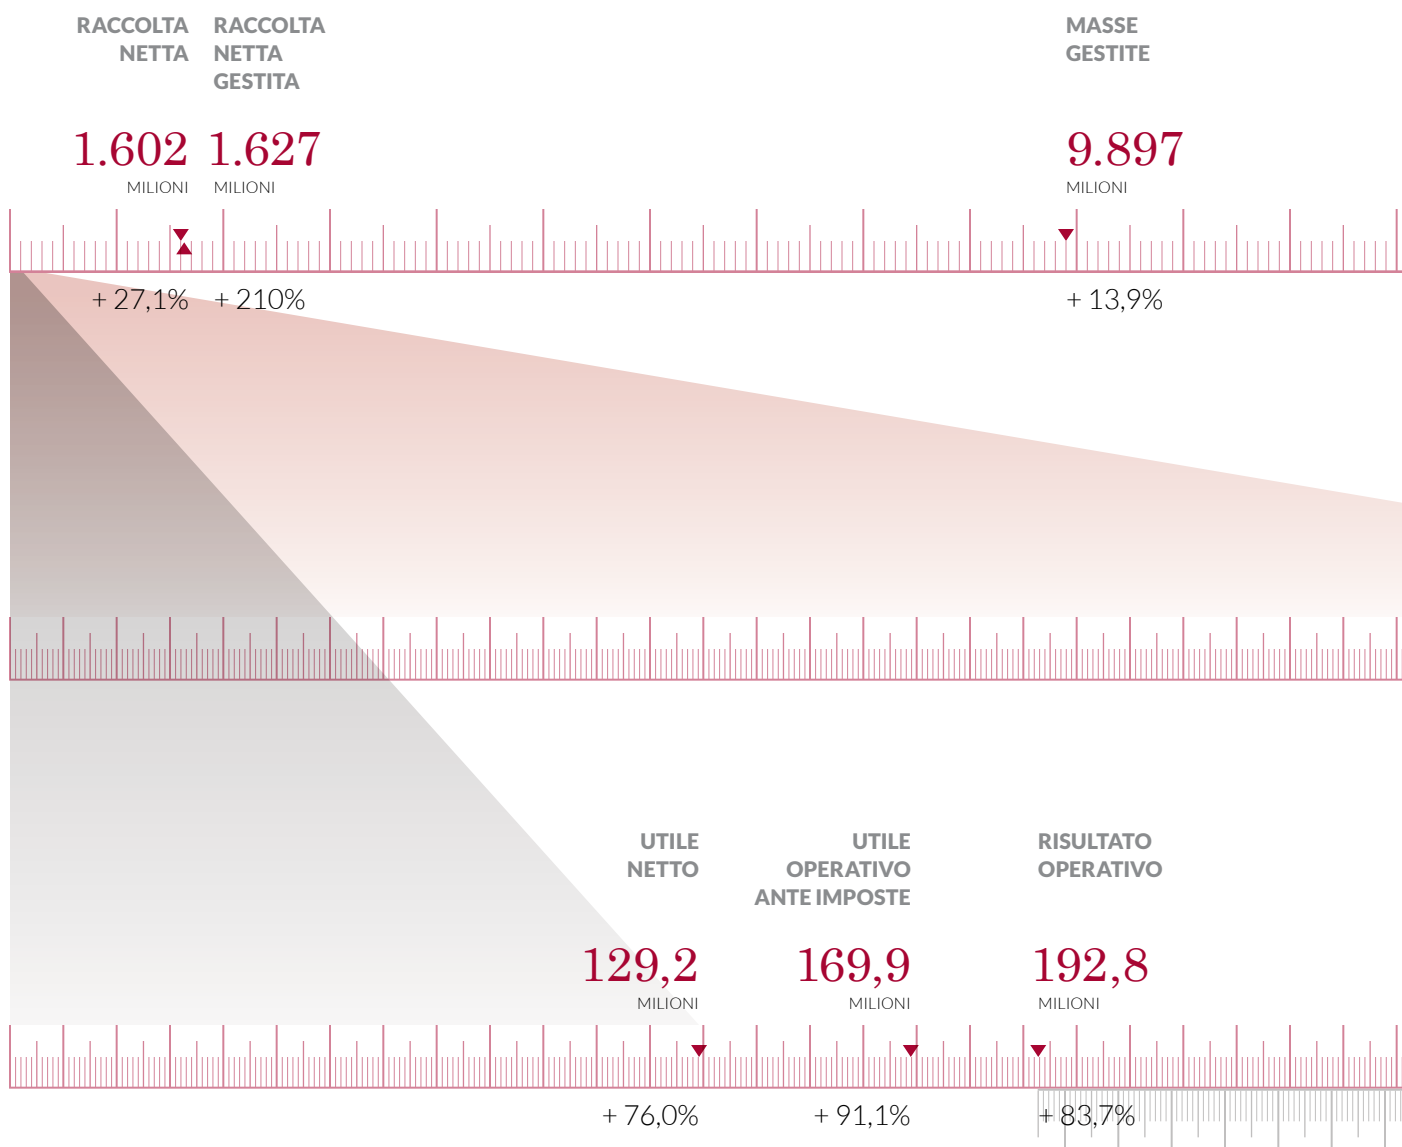 RACCOLTA
NETTA
1.602
MILIONI
+ 27,1%
RACCOLTA
NETTA
GESTITA
1.627
MILIONI
+ 210%
MASSE
GESTITE
9.897
MILIONI
+ 13,9%
UTILE
NETTO
129,2
MILIONI
+ 76,0%
UTILE
OPERATIVO
ANTE IMPOSTE
169,9
MILIONI
+ 91,1%
RISULTATO
OPERATIVO
192,8
MILIONI
+ 83,7%